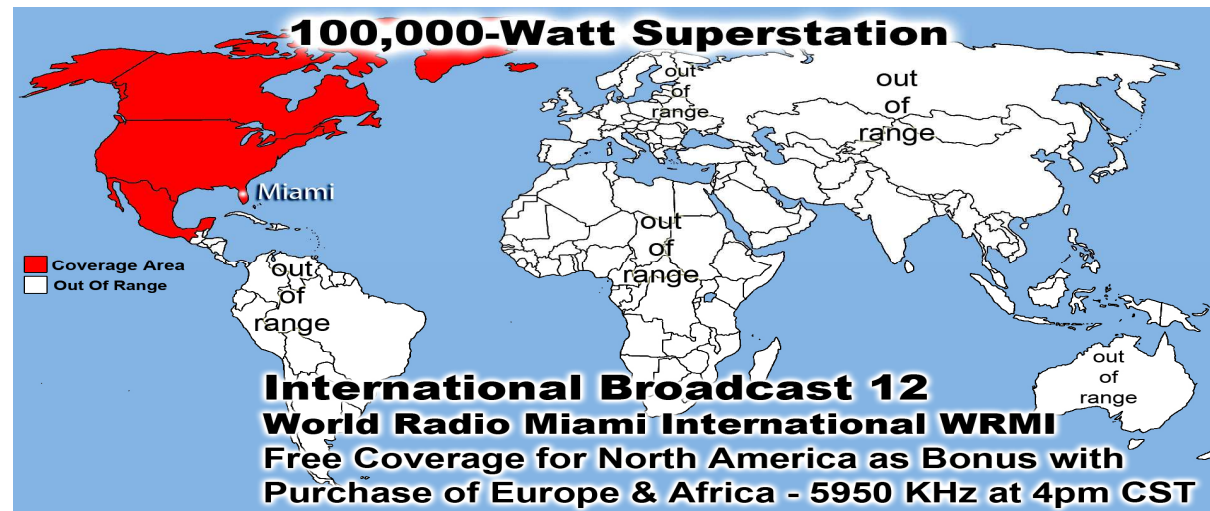 100,000-Watt Superstation
out
of
range
out
of
range
Miami
out
of
range
Coverage Area
Out Of Range
out
of
range
out
of
range
International Broadcast 12
World Radio Miami International WRMI
Free Coverage for North America as Bonus with
Purchase of Europe & Africa - 5950 KHz at 4pm CST